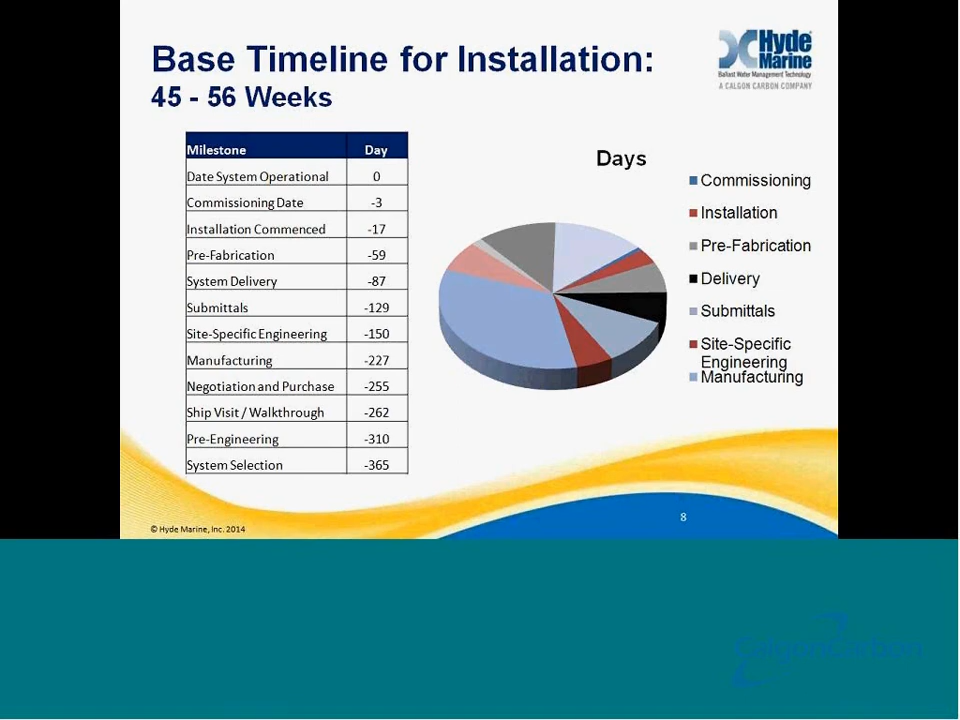 Base Timeline for Installation:
45 - 56 Weeks
Hyde
Marine
Ballast Water Management Technology
A CALGON CARBON COMPANY
Milestone Day
Date System Operational 0
Commissioning Date -3
Installation Commenced -17
Pre-Fabrication -59
System Delivery -87
Submittals -129
Site-Specific Engineering -150
Manufacturing -227
Negotiation and Purchase -255
Ship Visit / Walkthrough -262
Pre-Engineering -310
System Selection -365
Days
Commissioning
Installation
Pre-Fabrication
Delivery
Submittals
Site-Specific
Engineering
Manufacturing
8
© Hyde Marine, Inc. 2014
CalgonCarbon